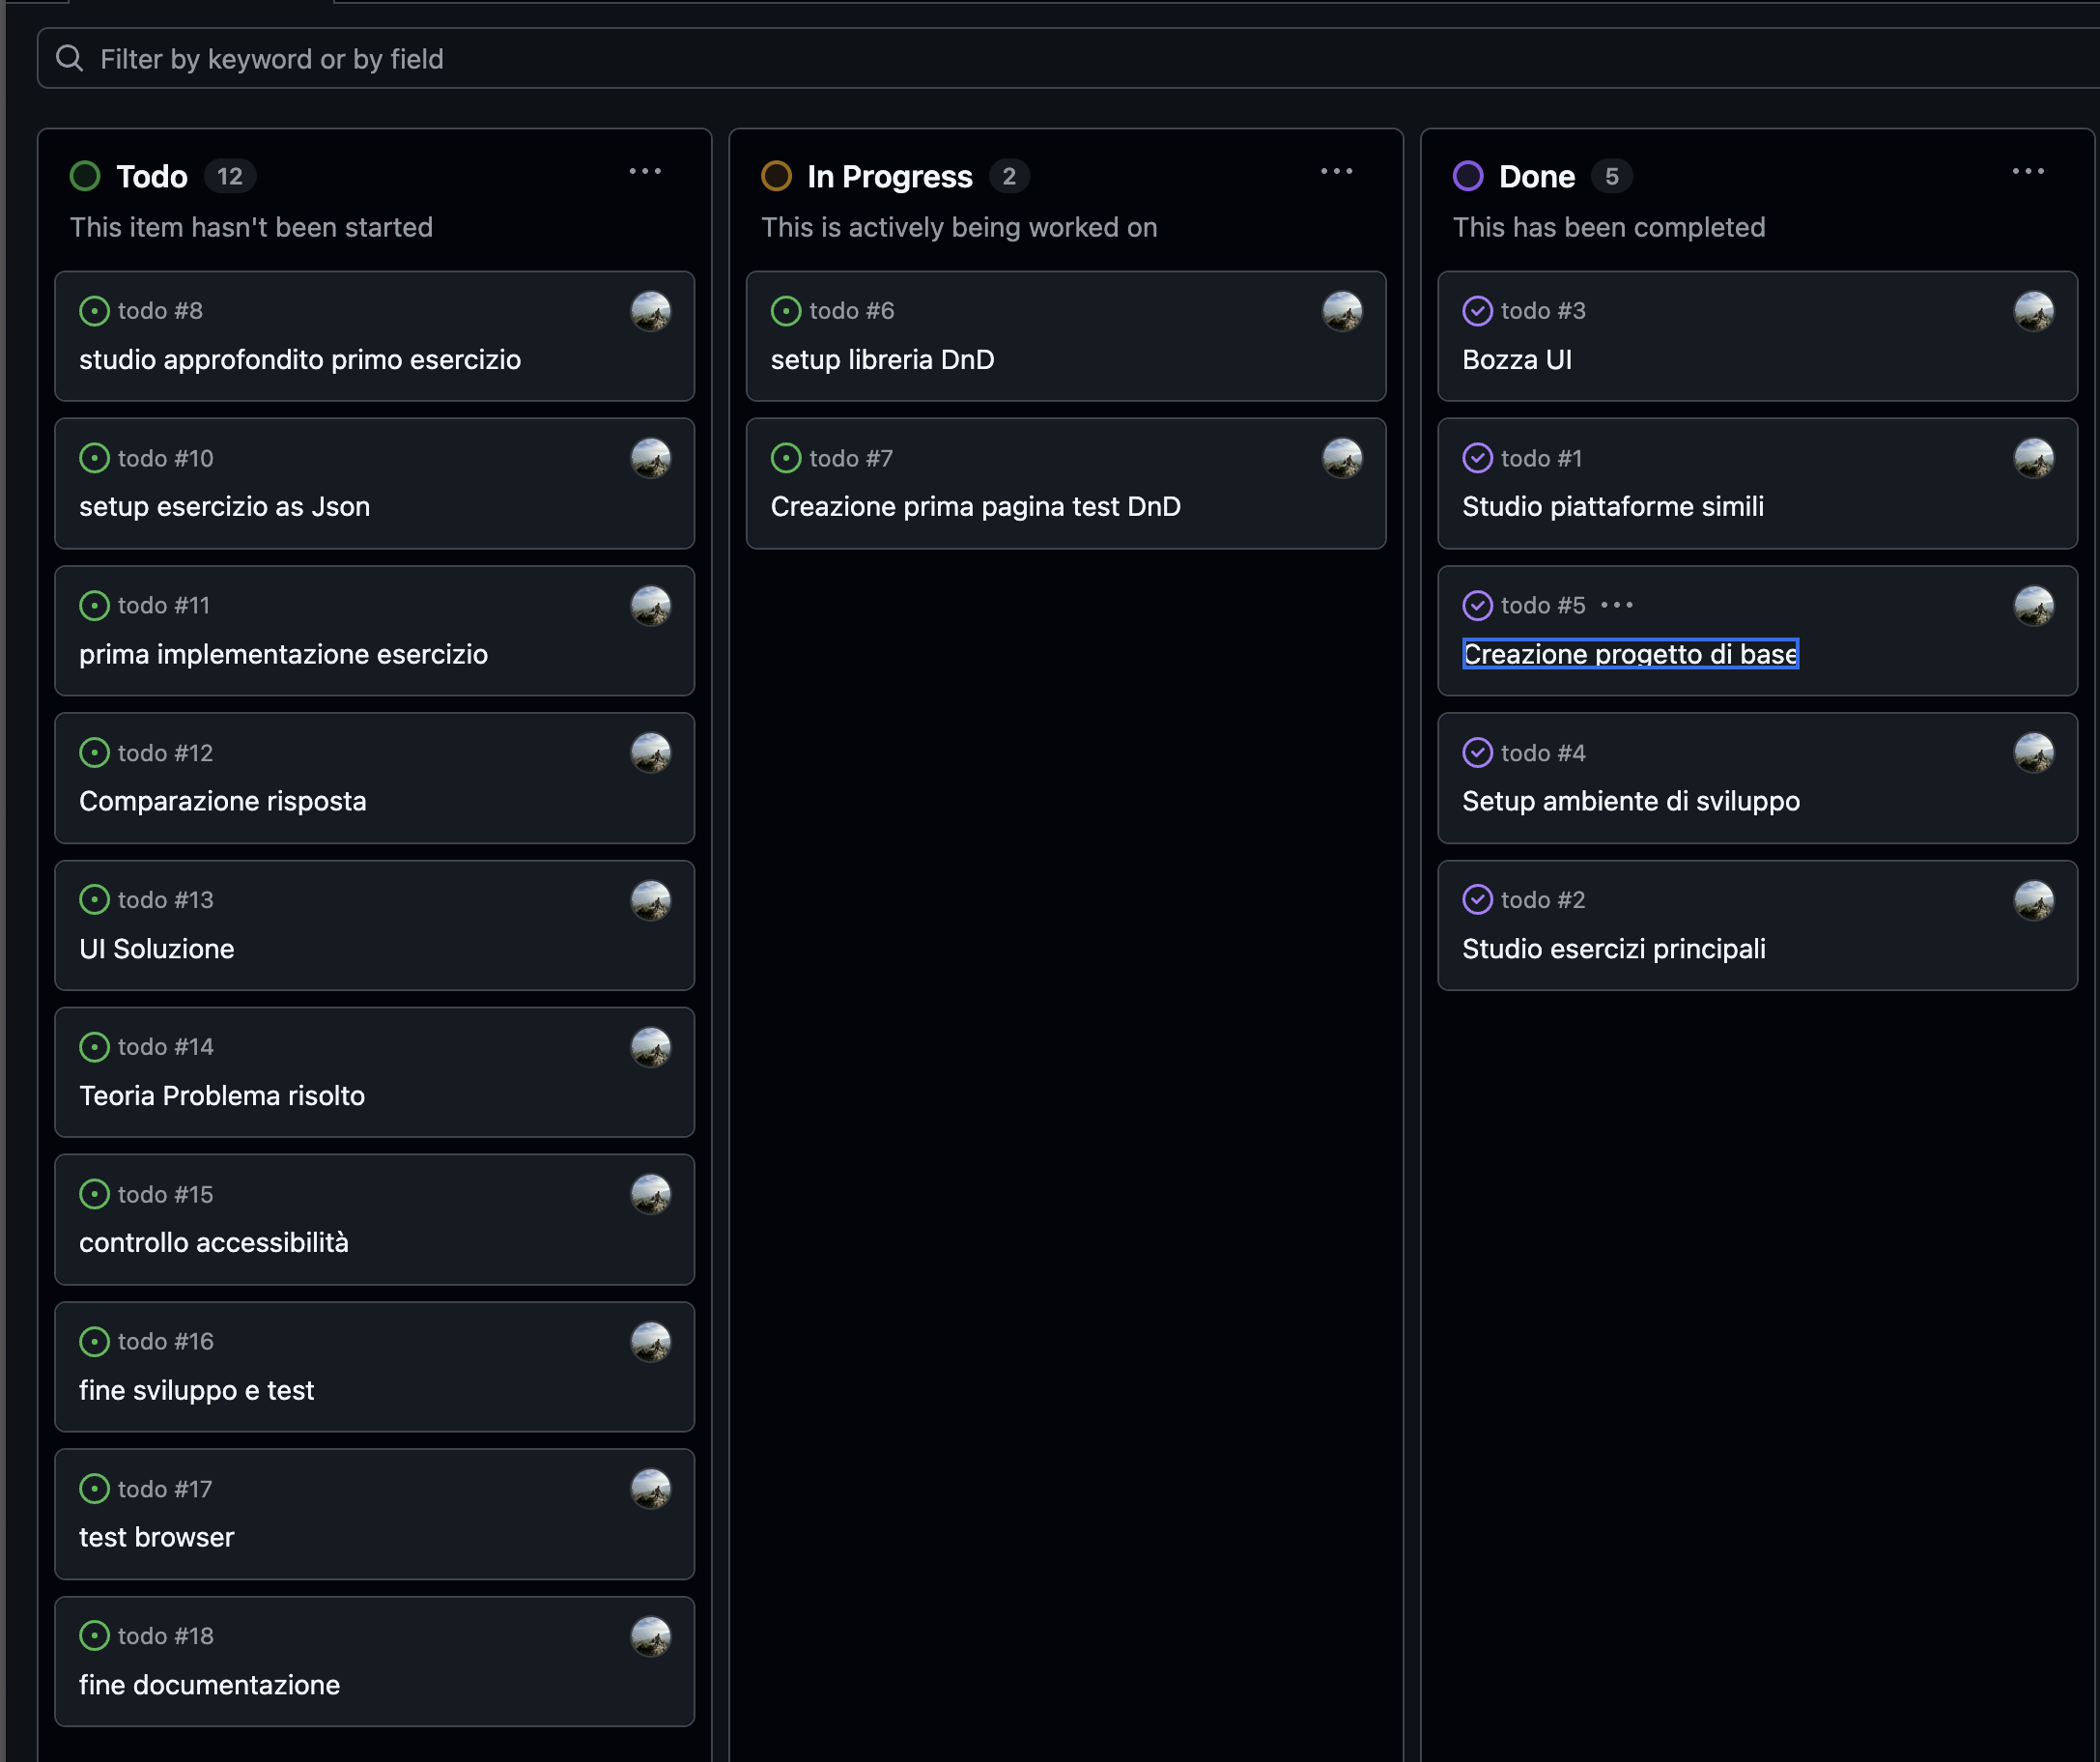 Filter by keyword or by field
Todo 12
This item hasn't been started
todo #8
studio approfondito primo esercizio
todo #10
setup esercizio as Json
todo #11
prima implementazione esercizio
todo #12
Comparazione risposta
todo #13
UI Soluzione
todo #14
Teoria Problema risolto
todo #15
controllo accessibilità
todo #16
fine sviluppo e test
todo #17
test browser
todo #18
fine documentazione
In Progress 2
This is actively being worked on
todo #6
setup libreria DnD
todo #7
Creazione prima pagina test DnD
Done 5
This has been completed
todo #3
Bozza UI
todo #1
Studio piattaforme simili
todo #5
Creazione progetto di base
todo #4
Setup ambiente di sviluppo
todo #2
Studio esercizi principali